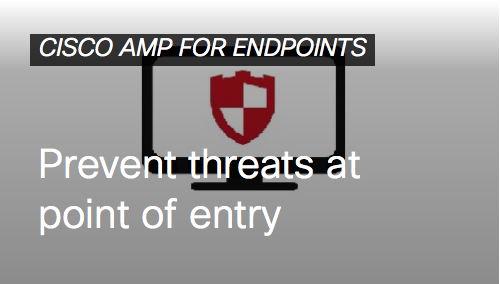 CISCO AMP FOR ENDPOINTS
Prevent threats at
point of entry